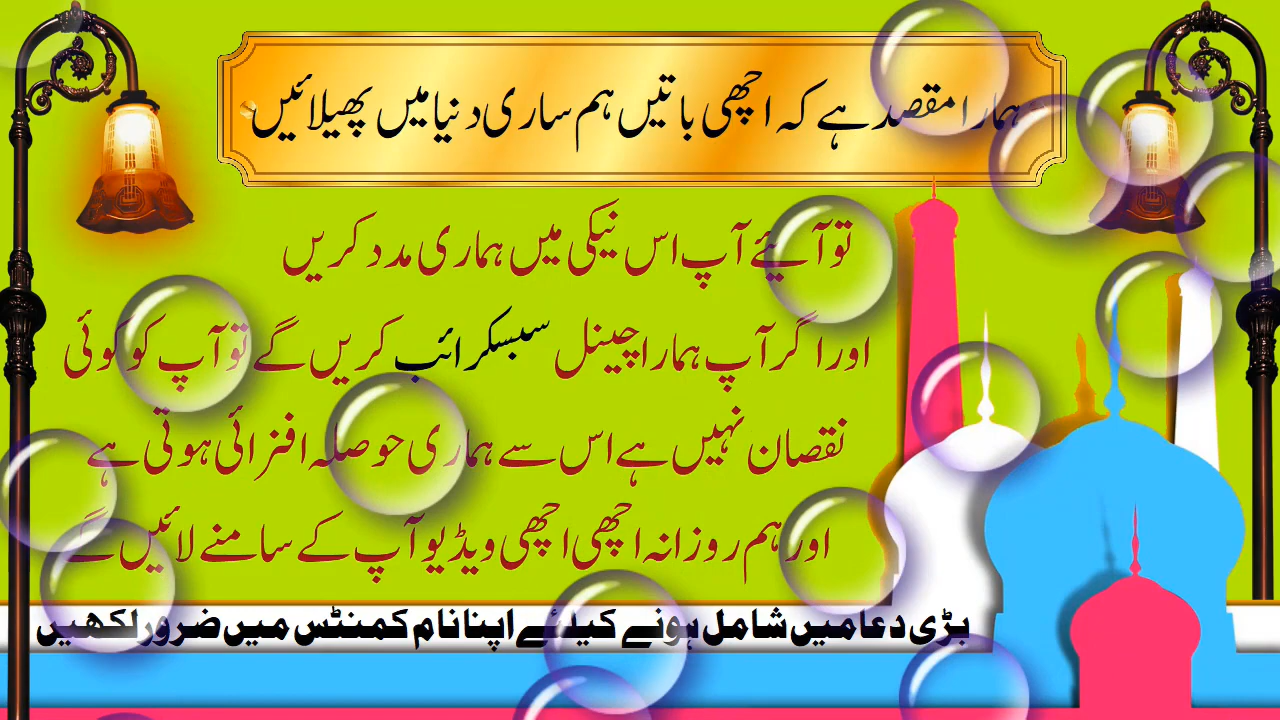 ہمارا مقصد ہے کہ اچھی باتیں ہم ساری دنیا میں پھیلائیں
تو آیئے آپ اس نیکی میں ہماری مدد کریں
اور اگر آپ ہمارا چینل سبسکرائب کریں گے تو آپ کو کوئی
نقصان نہیں ہے اس سے ہماری حوصلہ افزائی ہوتی ہے
اور ہم روزانہ اچھی اچھی ویڈیو آپ کے سامنے لائیں گے
بڑی دعا میں شامل ہونے کیلئے اپنا نام کمنٹس میں ضرور لکھیں